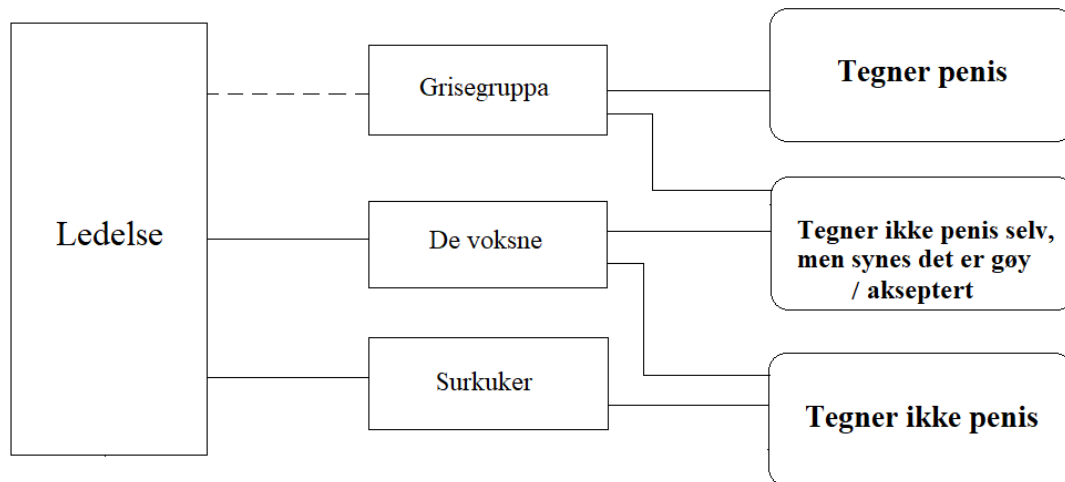 Ledelse
Grisegruppa
De voksne
Surkuker
Tegner penis
Tegner ikke penis selv,
men synes det er gøy
/ akseptert
Tegner ikke penis